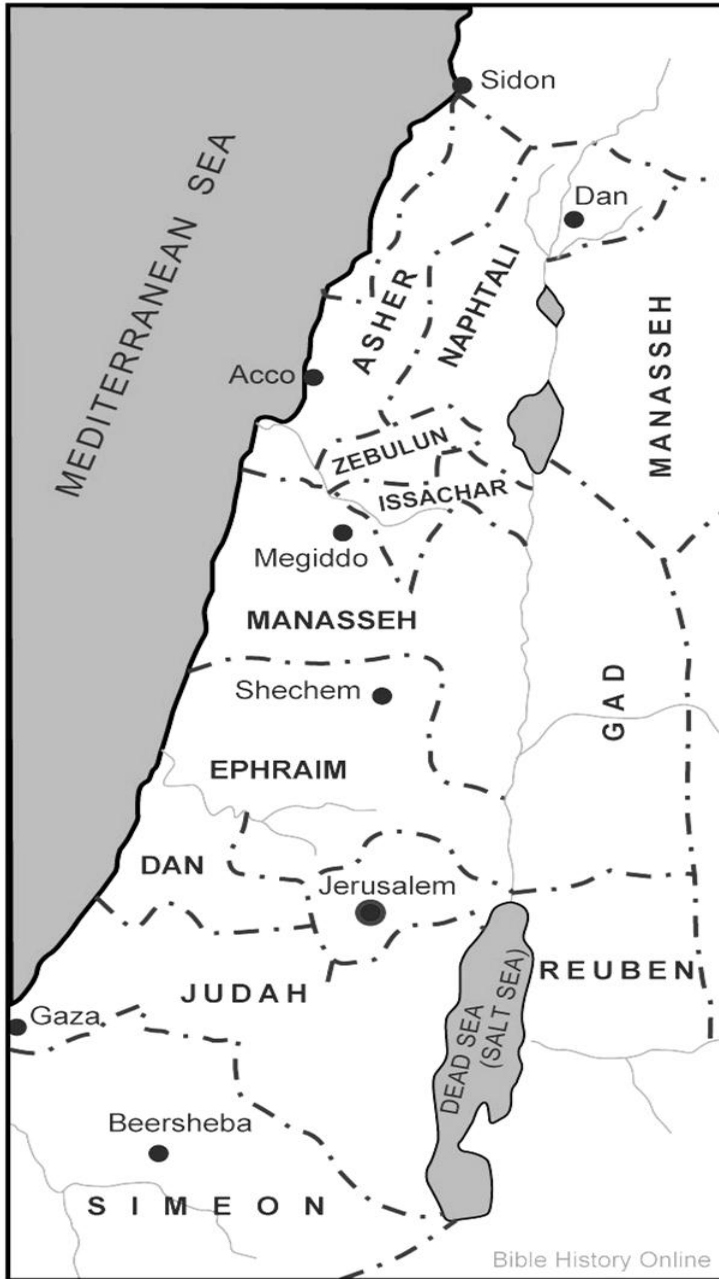 Sidon
MEDITERRANEAN SEA
Dan
ASHER
NAPHTALI
MANASSEH
Acco
ZEBULUN
ISSACHAR
Megiddo
MANASSEH
Shechem
GAD
EPHRAIM
DAN
Jerusalem
REUBEN
JUDAH
Gaza
DEAD SEA
(SALT SEA)
Beersheba
SIMEON
Bible History Online